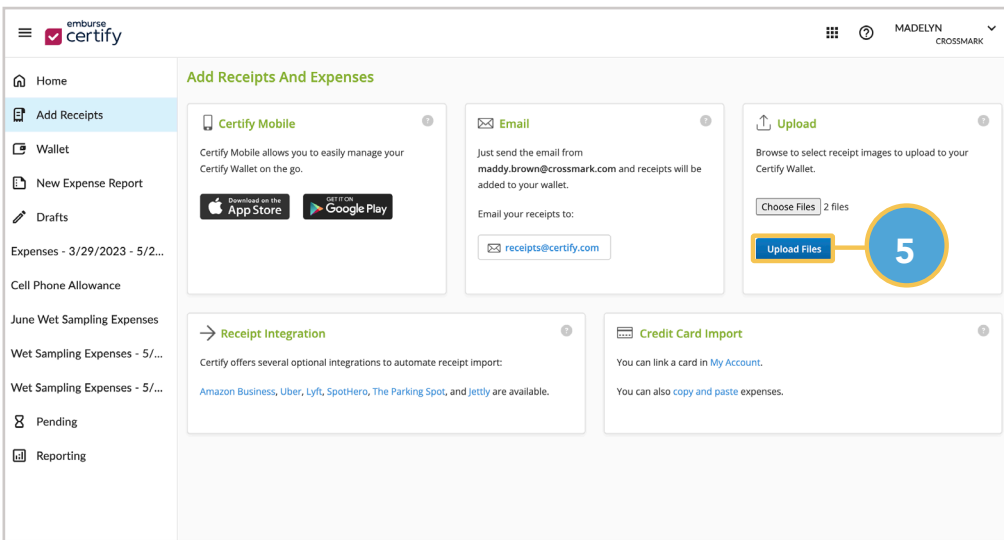 emburse
certify
MADELYN
CROSSMARK
Home
Add Receipts
Wallet
New Expense Report
Drafts
Expenses - 3/29/2023 - 5/2...
Cell Phone Allowance
June Wet Sampling Expenses
Wet Sampling Expenses - 5/...
Wet Sampling Expenses - 5/...
Pending
Reporting
Add Receipts And Expenses
Certify Mobile
Certify Mobile allows you to easily manage your
Certify Wallet on the go.
Download on the
App Store
GET IT ON
Google Play
Email
Just send the email from
maddy.brown@crossmark.com and receipts will be
added to your wallet.
Email your receipts to:
receipts@certify.com
Upload
Browse to select receipt images to upload to your
Certify Wallet.
Choose Files 2 files
Upload Files
5
Receipt Integration
Certify offers several optional integrations to automate receipt import:
Amazon Business, Uber, Lyft, SpotHero, The Parking Spot, and Jettly are available.
Credit Card Import
You can link a card in My Account.
You can also copy and paste expenses.